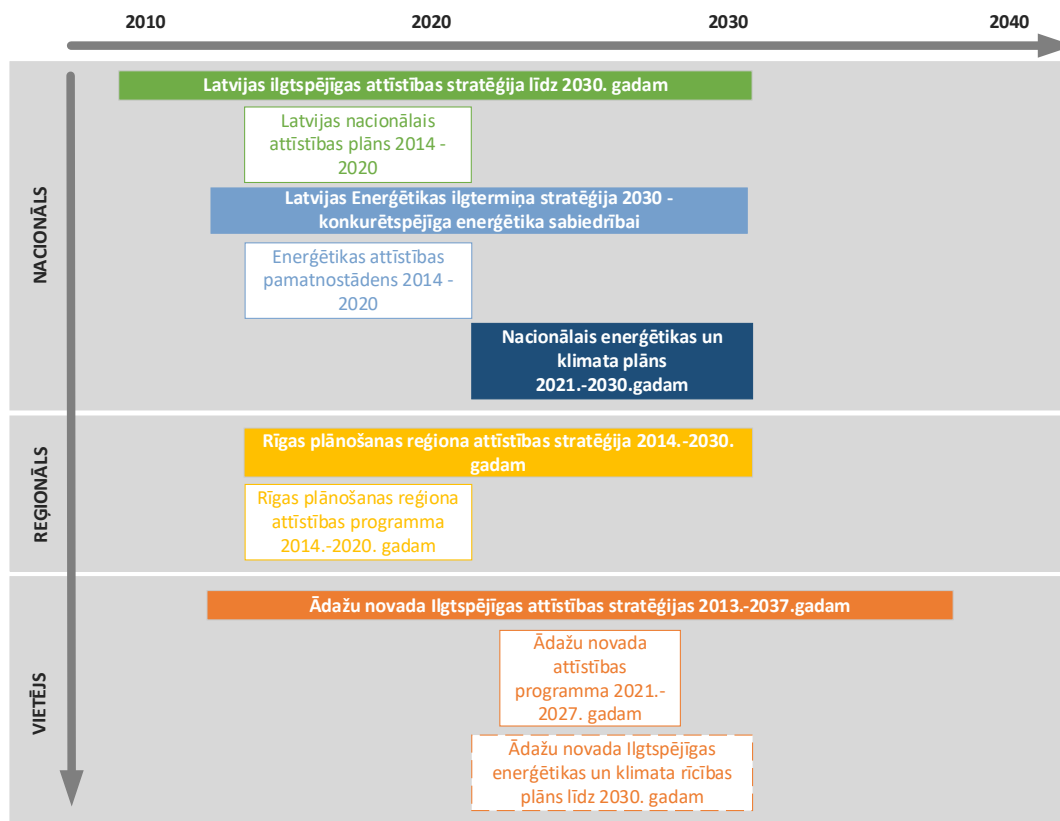 2010 2020 2030 2040
NACIONĀLS
Latvijas ilgtspējīgas attīstības stratēģija līdz 2030. gadam
Latvijas nacionālais
attīstības plāns 2014 -
2020
Latvijas Enerģētikas ilgtermiņa stratēģija 2030 -
konkurētspējīga enerģētika sabiedrībai
Enerģētikas attīstības
pamatnostādens 2014 -
2020
Nacionālais enerģētikas un
klimata plāns
2021.-2030.gadam
REĢIONĀLS
Rīgas plānošanas reģiona attīstības stratēģija 2014.-2030.
gadam
Rīgas plānošanas reģiona
attīstības programma
2014.-2020. gadam
VIETĒJS
Ādažu novada Ilgtspējīgas attīstības stratēģijas 2013.-2037.gadam
Ādažu novada
attīstības
programma 2021.-
2027. gadam
Ādažu novada Ilgtspējīgas
enerģētikas un klimata rīcības
plāns līdz 2030. gadam